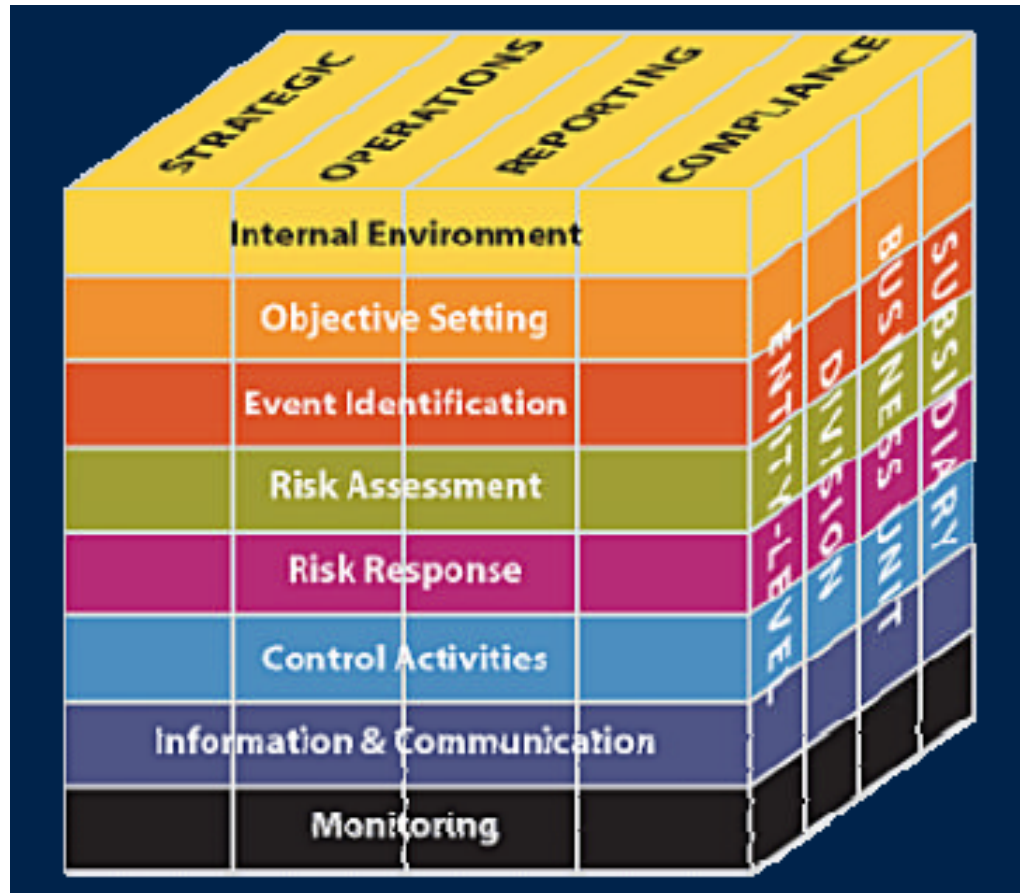 STRATEGIC
OPERATIONS
REPORTING
COMPLIANCE
Internal Environment
Objective Setting
Event Identification
Risk Assessment
Risk Response
Control Activities
Information & Communication
Monitoring
ENTITY-LEVEL
DIVISION
BUSINESS UNIT
SUBSIDIARY